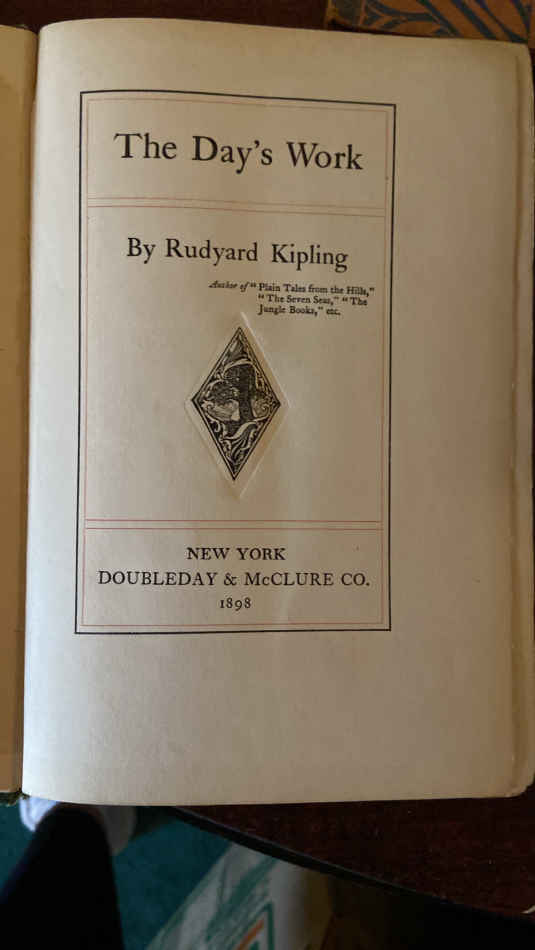 The Day's Work
By Rudyard Kipling
Author of "Plain Tales from the Hills,"
"The Seven Seas," "The
Jungle Books," etc.
NEW YORK
DOUBLEDAY & McCLURE CO.
1898